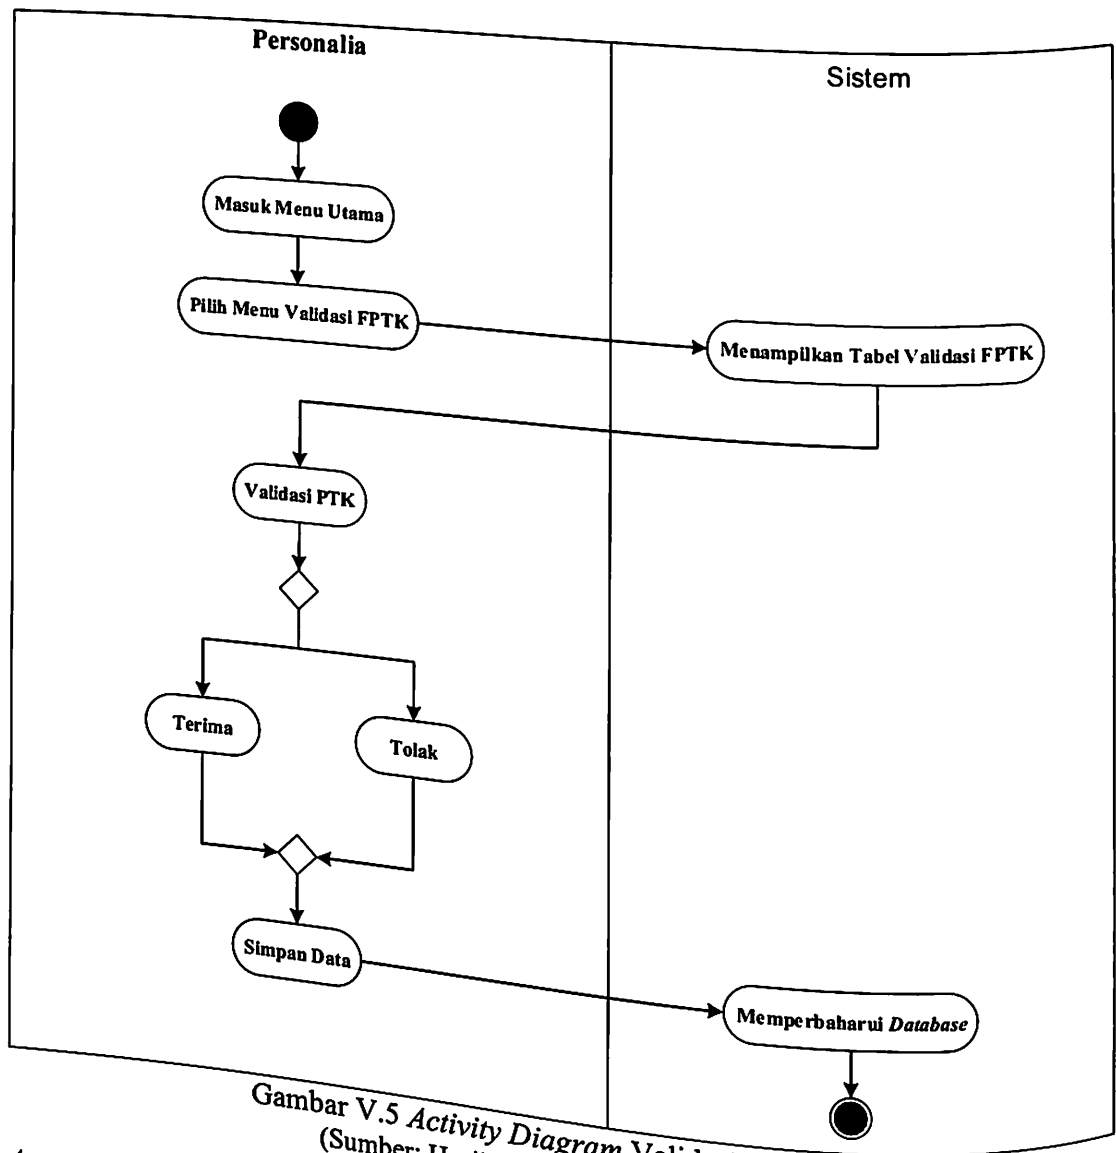 Personalia
Sistem
Masuk Menu Utama
Pilih Menu Validasi FPTK
Menampilkan Tabel Validasi FPTK
Validasi PTK
Terima
Tolak
Simpan Data
Memperbaharui Database
Gambar V.5 Activity Diagram
(Sumber: